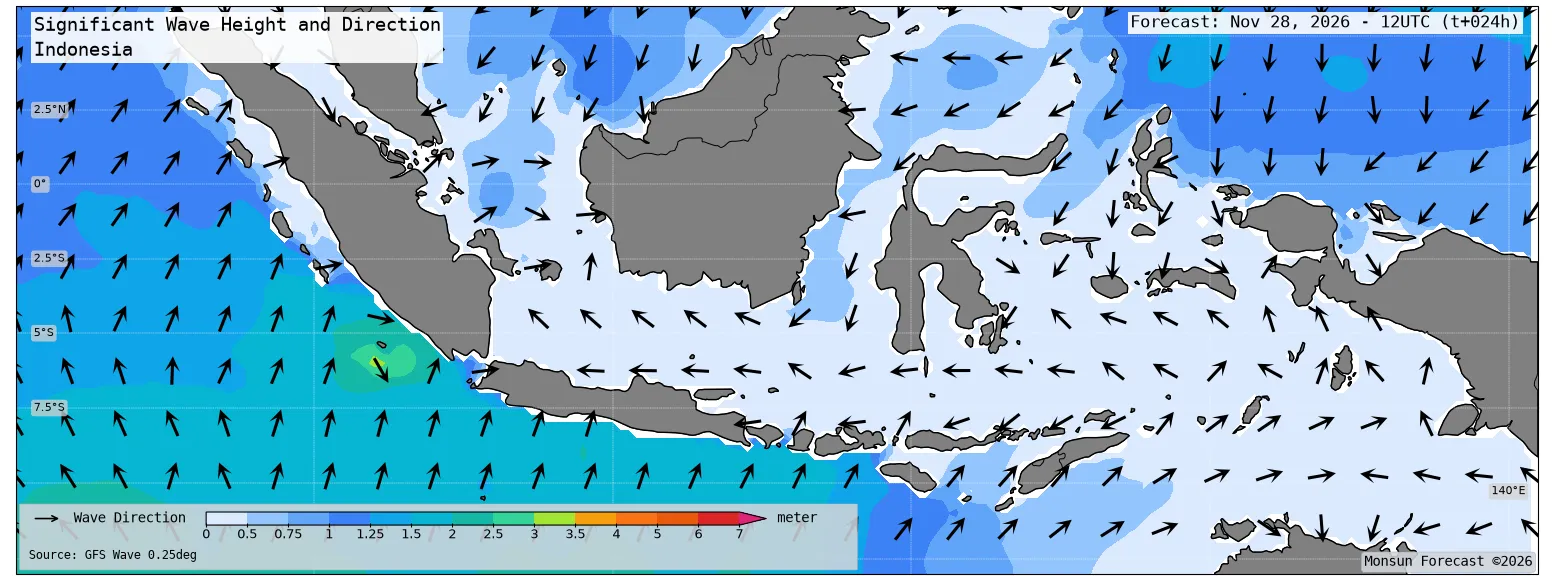 Significant Wave Height and Direction
Indonesia
Forecast: Nov 28, 2026 - 12UTC (t+024h)
2.5°N
0°
2.5°S
5°S
7.5°S
140°E
Wave Direction
meter
0 0.5 0.75 1 1.25 1.5 2 2.5 3 3.5 4 5 6 7
Source: GFS Wave 0.25deg
Monsun Forecast ©2026